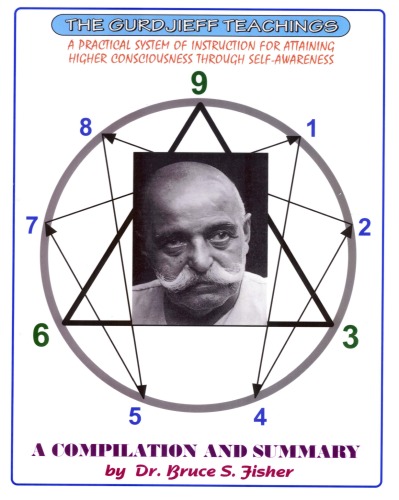 THE GURDJIEFF TEACHINGS
A PRACTICAL SYSTEM OF INSTRUCTION FOR ATTAINING
HIGHER CONSCIOUSNESS THROUGH SELF-AWARENESS
9
8
1
7
2
6
3
5
4
A COMPILATION AND SUMMARY
by Dr. Bruce S. Fisher